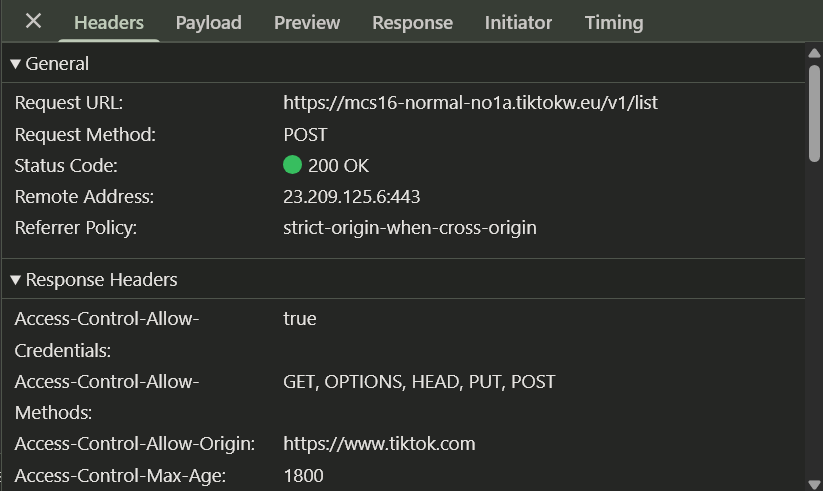 Headers Payload Preview Response Initiator Timing
General
Request URL: https://mcs16-normal-no1a.tiktokw.eu/v1/list
Request Method: POST
Status Code: 200 OK
Remote Address: 23.209.125.6:443
Referrer Policy: strict-origin-when-cross-origin
Response Headers
Access-Control-Allow- true
Credentials:
Access-Control-Allow- GET, OPTIONS, HEAD, PUT, POST
Methods:
Access-Control-Allow-Origin: https://www.tiktok.com
Access-Control-Max-Age: 1800